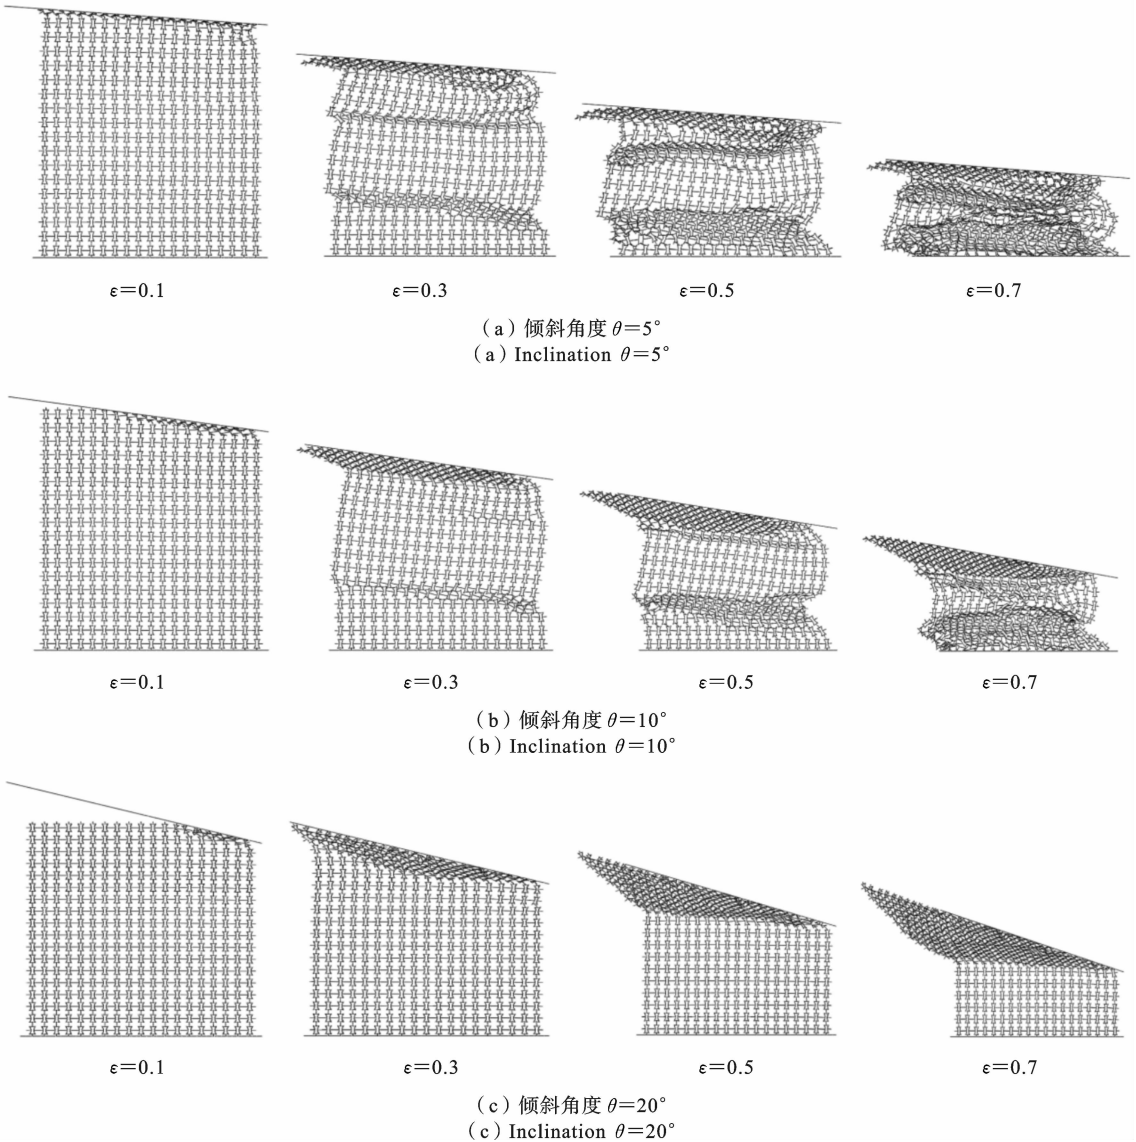 ε=0.1 ε=0.3 ε=0.5 ε=0.7
（a）倾斜角度 θ=5°
（a）Inclination θ=5°
ε=0.1 ε=0.3 ε=0.5 ε=0.7
（b）倾斜角度 θ=10°
（b）Inclination θ=10°
ε=0.1 ε=0.3 ε=0.5 ε=0.7
（c）倾斜角度 θ=20°
（c）Inclination θ=20°